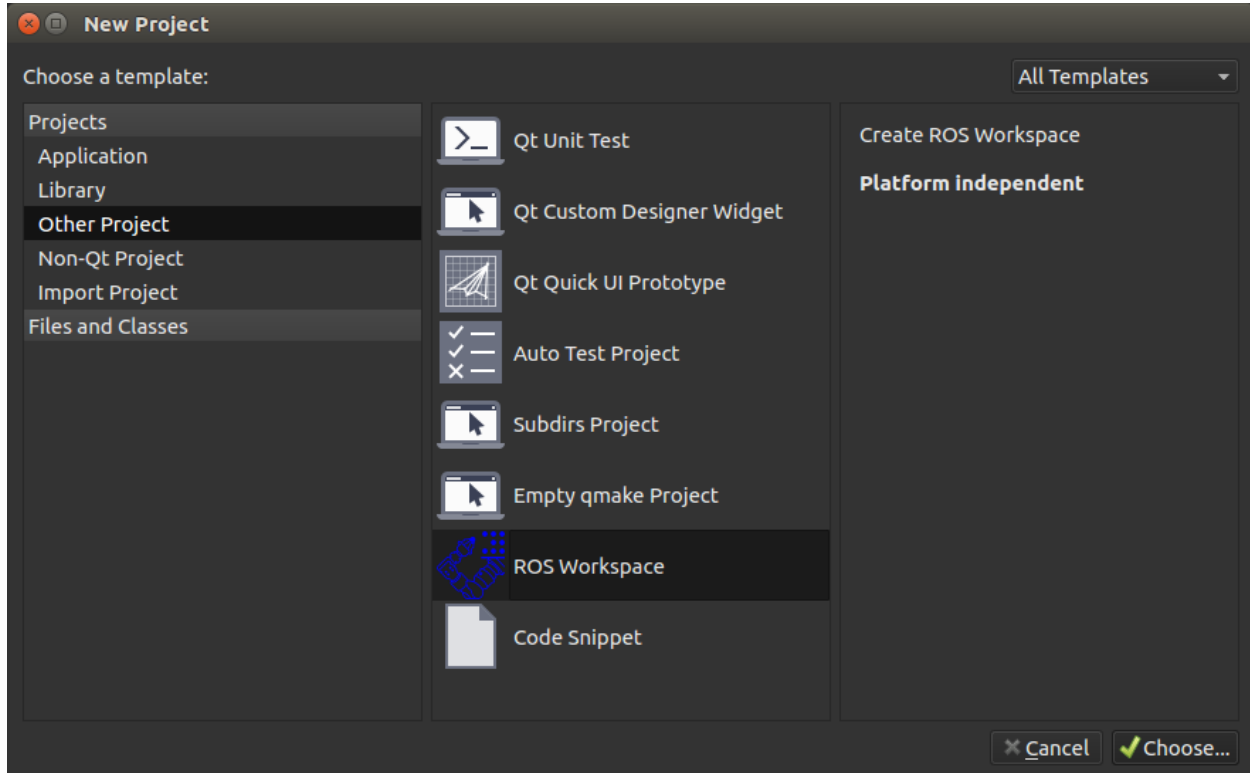 New Project
Choose a template:
All Templates
Projects
Application
Library
Other Project
Non-Qt Project
Import Project
Files and Classes
Qt Unit Test
Qt Custom Designer Widget
Qt Quick UI Prototype
Auto Test Project
Subdirs Project
Empty qmake Project
ROS Workspace
Code Snippet
Create ROS Workspace
Platform independent
Cancel
Choose...